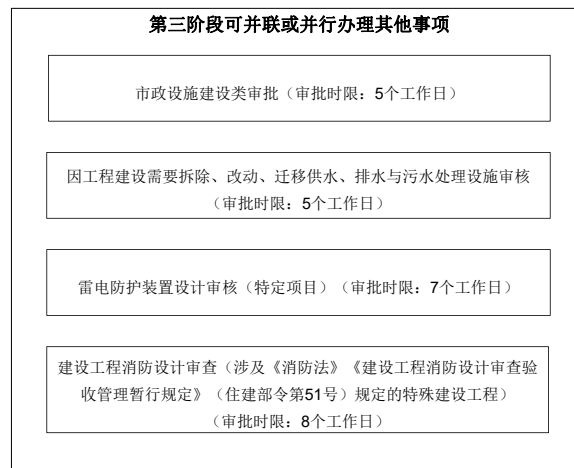 第三阶段可并联或并行办理其他事项
市政设施建设类审批（审批时限：5个工作日）
因工程建设需要拆除、改动、迁移供水、排水与污水处理设施审核
（审批时限：5个工作日）
雷电防护装置设计审核（特定项目）（审批时限：7个工作日）
建设工程消防设计审查（涉及《消防法》《建设工程消防设计审查验
收管理暂行规定》（住建部令第51号）规定的特殊建设工程）
（审批时限：8个工作日）